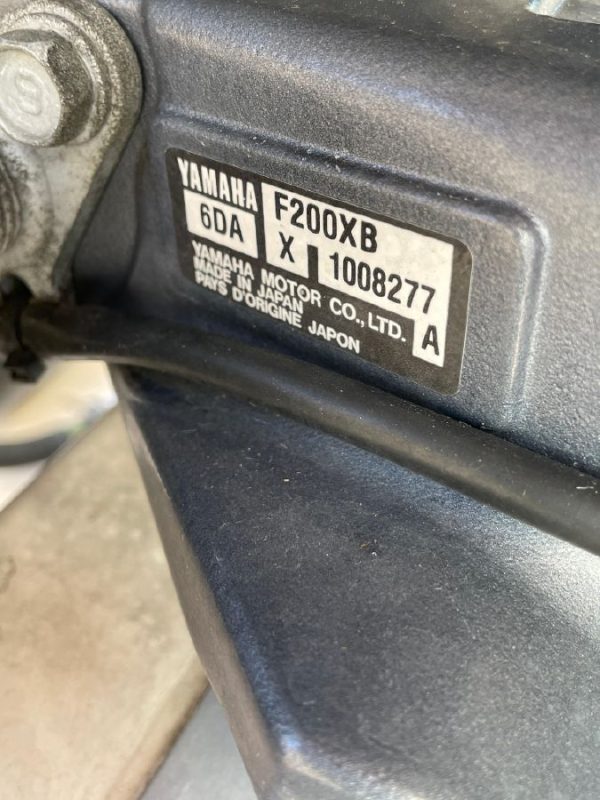 YAMAHA F200XB
6DA X 1008277
YAMAHA MOTOR CO., LTD.
MADE IN JAPAN
PAYS D'ORIGINE JAPON
A